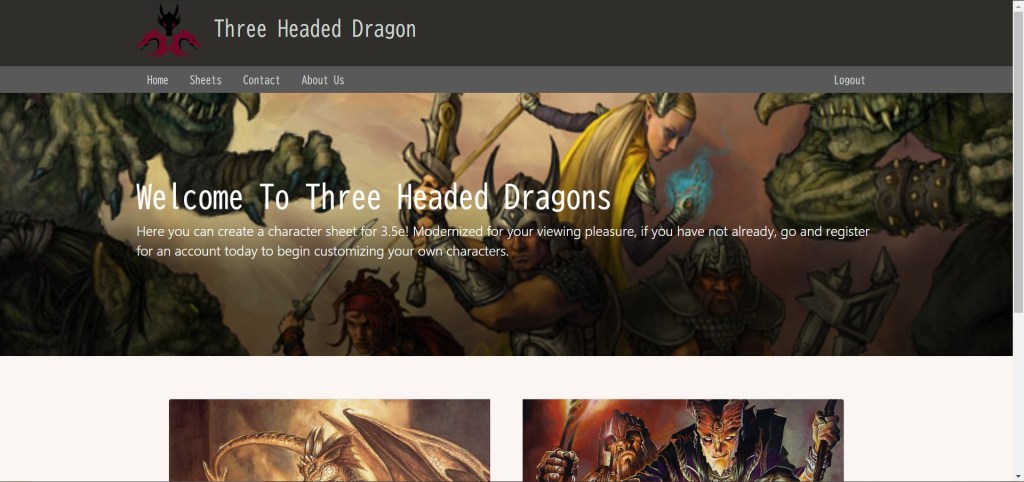 Three Headed Dragon
Home Sheets Contact About Us Logout
Welcome To Three Headed Dragons
Here you can create a character sheet for 3.5e! Modernized for your viewing pleasure, if you have not already, go and register
for an account today to begin customizing your own characters.